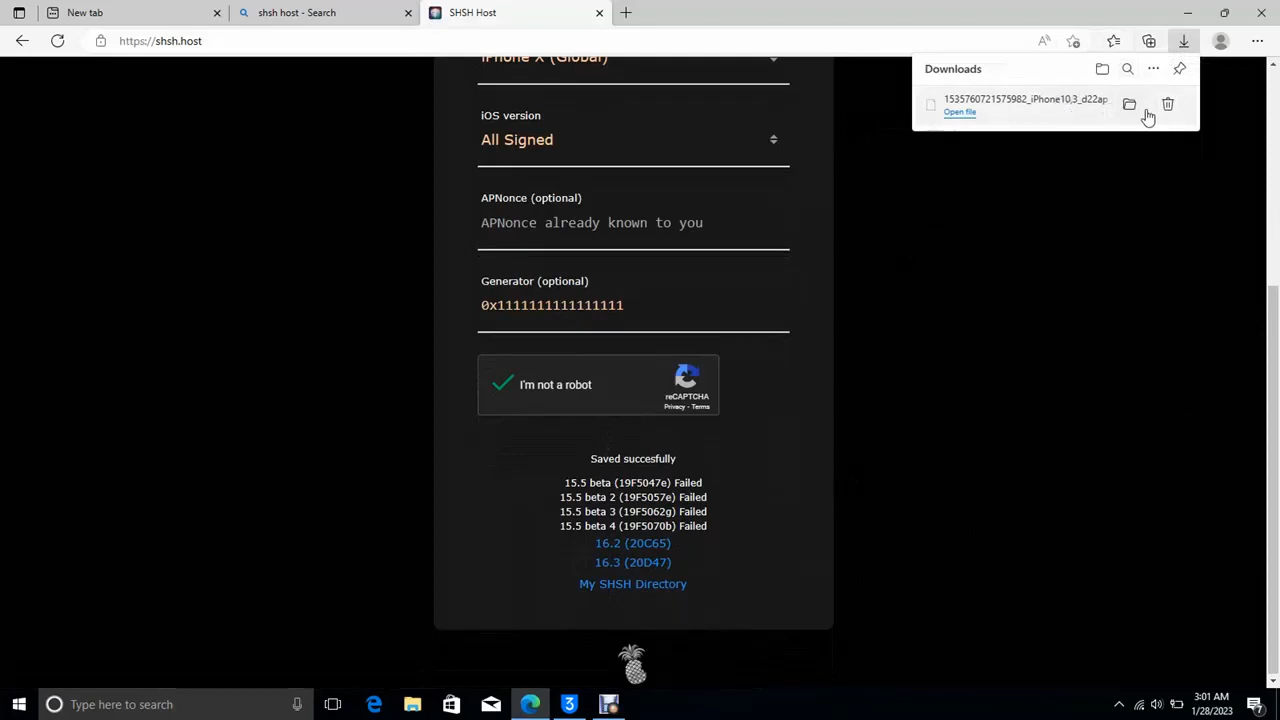 New tab
shsh host - Search
SHSH Host
https://shsh.host
Downloads
1535760721575982_iPhone10,3_d22ap
Open file
iPhone X (Global)
iOS version
All Signed
APNonce (optional)
APNonce already known to you
Generator (optional)
0x1111111111111111
I'm not a robot
reCAPTCHA
Privacy - Terms
Saved succesfully
15.5 beta (19F5047e) Failed
15.5 beta 2 (19F5057e) Failed
15.5 beta 3 (19F5062g) Failed
15.5 beta 4 (19F5070b) Failed
16.2 (20C65)
16.3 (20D47)
My SHSH Directory
Type here to search
3:01 AM
1/28/2023